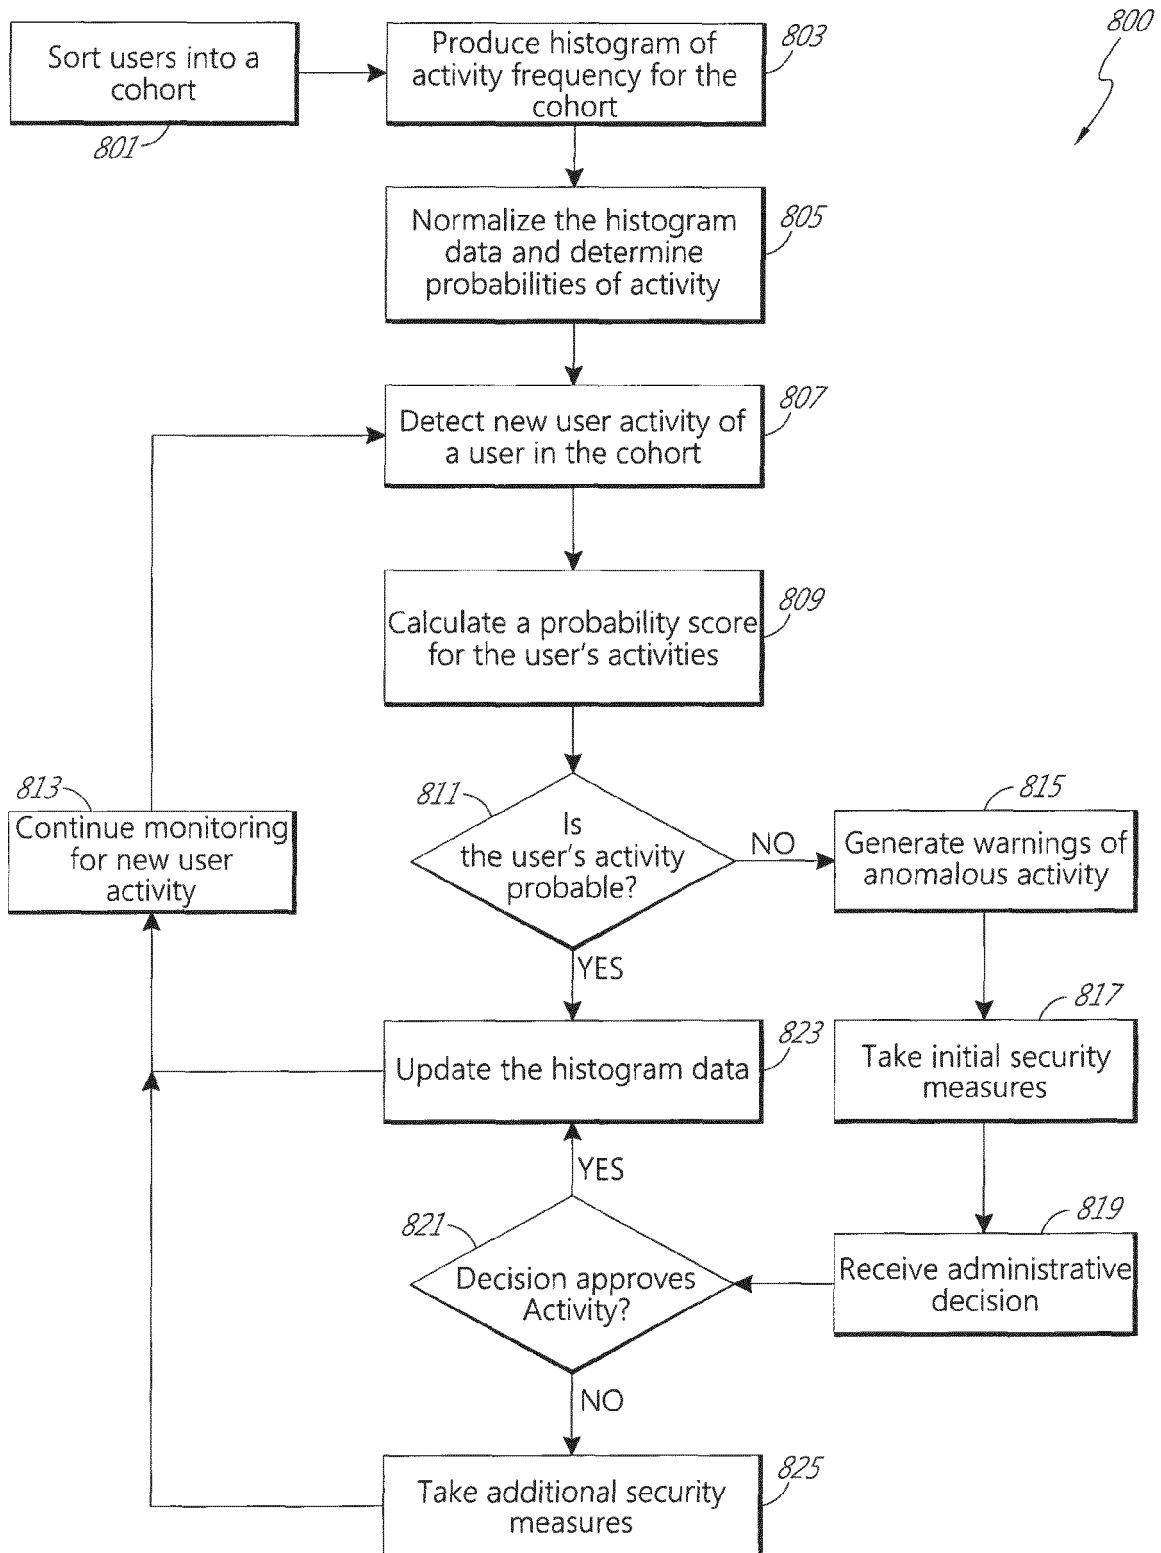 800
Sort users into a
cohort
801
Produce histogram of
activity frequency for the
cohort
803
Normalize the histogram
data and determine
probabilities of activity
805
Detect new user activity of
a user in the cohort
807
Calculate a probability score
for the user's activities
809
811
Is
the user's activity
probable?
NO
YES
813
Continue monitoring
for new user
activity
815
Generate warnings of
anomalous activity
817
Take initial security
measures
819
Receive administrative
decision
821
Decision approves
Activity?
YES
NO
Update the histogram data
823
Take additional security
measures
825